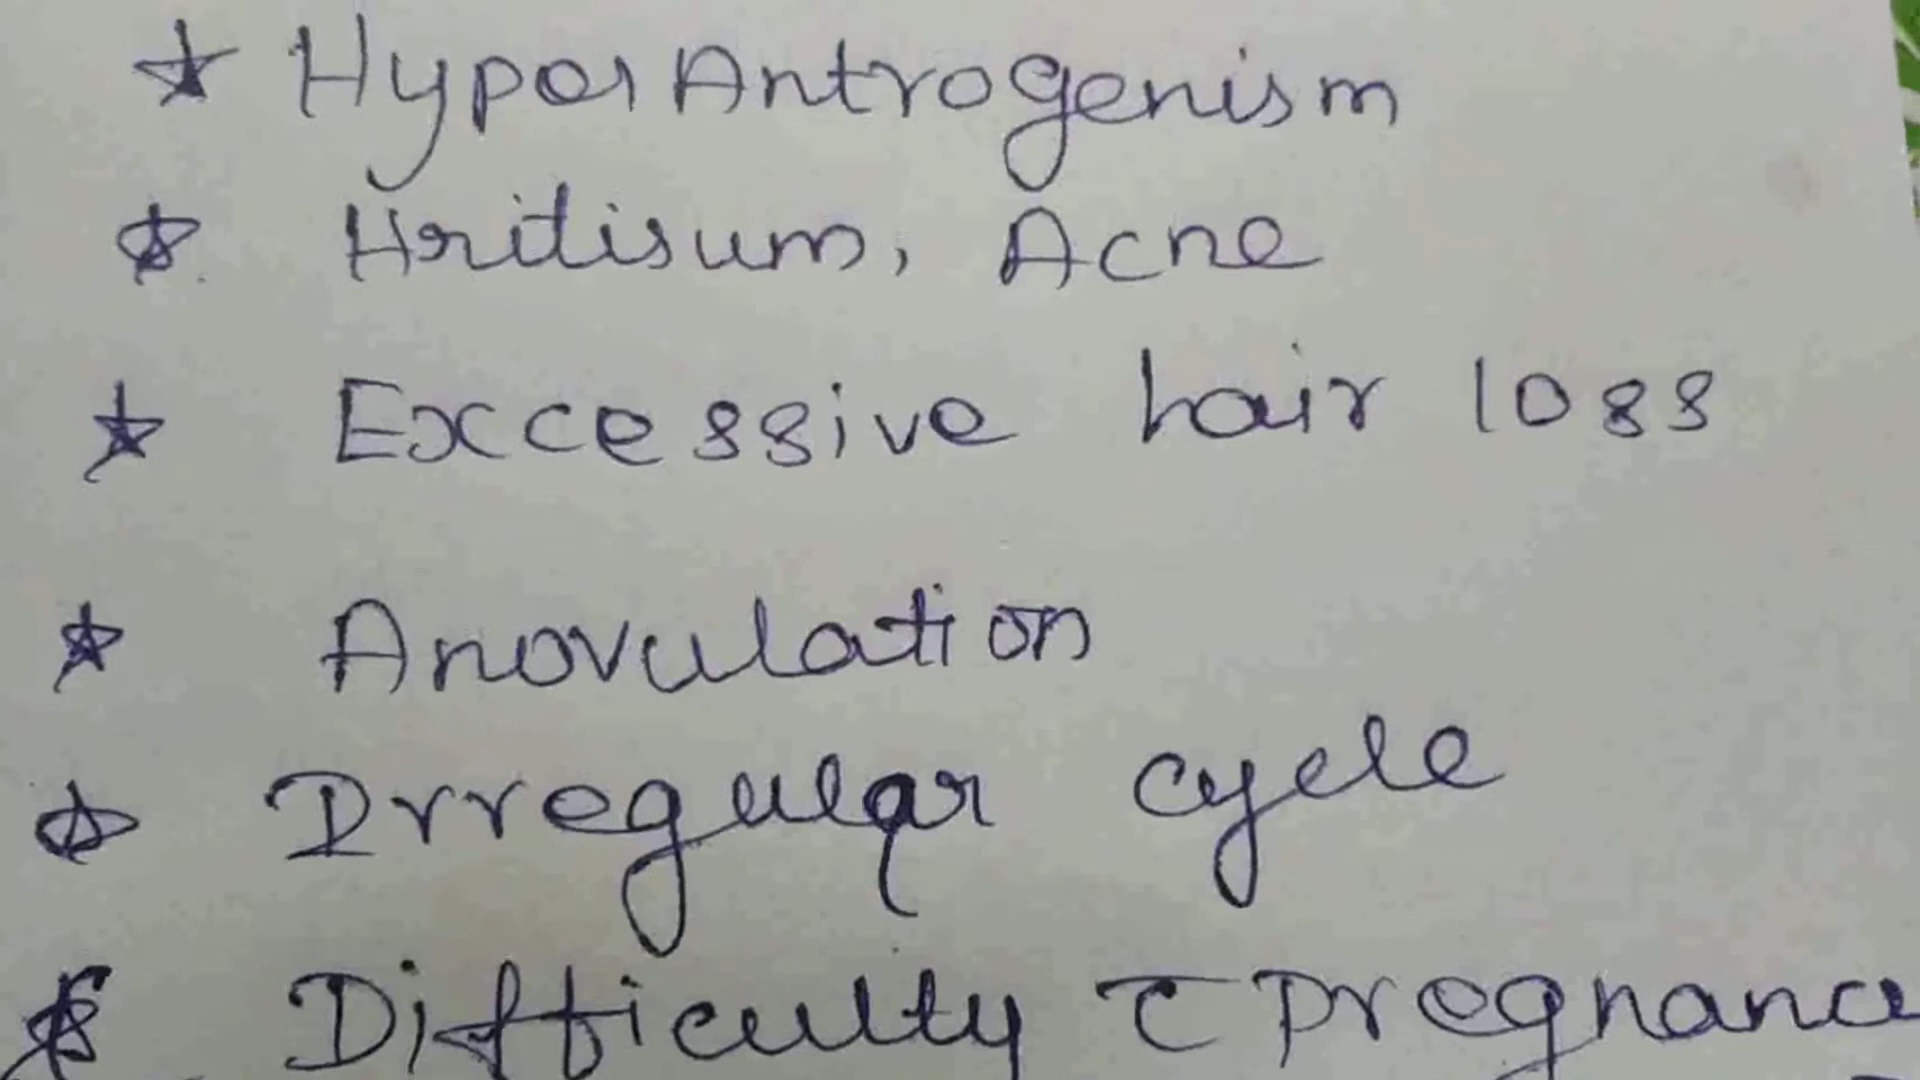 ☆ Hyper Antrogenism
☆ Hritisum, Acne
☆ Excessive hair loss
☆ Anovulation
☆ Irregular cycle
☆ Difficulty c̄ Pregnanc